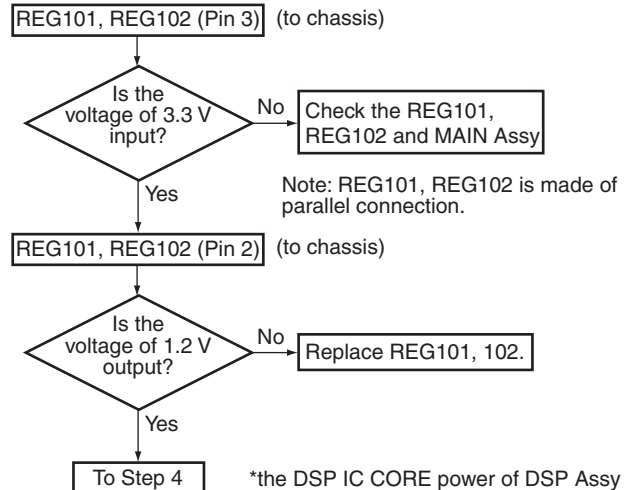 REG101, REG102 (Pin 3) (to chassis)
Is the
voltage of 3.3 V
input?
No
Check the REG101,
REG102 and MAIN Assy
Yes
Note: REG101, REG102 is made of
parallel connection.
REG101, REG102 (Pin 2) (to chassis)
Is the
voltage of 1.2 V
output?
No
Replace REG101, 102.
Yes
To Step 4
*the DSP IC CORE power of DSP Assy